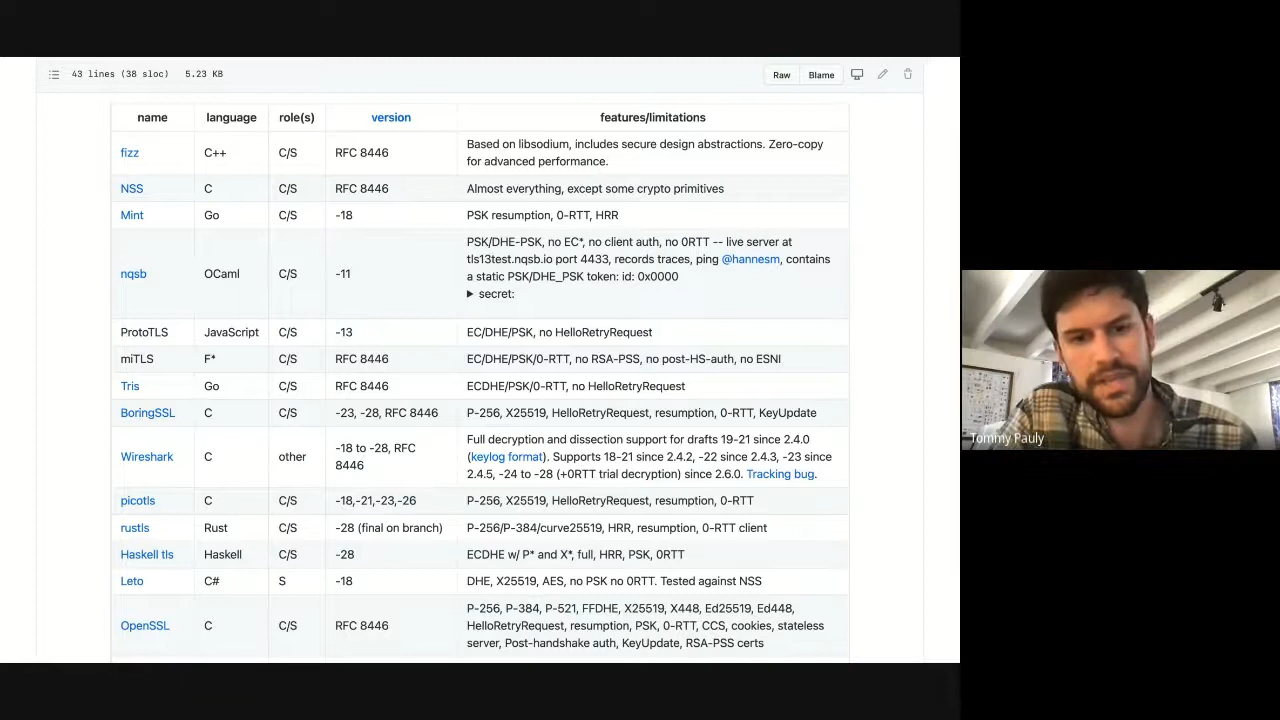 43 lines (38 sloc) 5.23 KB
Raw Blame
name language role(s) version features/limitations
fizz C++ C/S RFC 8446 Based on libsodium, includes secure design abstractions. Zero-copy
for advanced performance.
NSS C C/S RFC 8446 Almost everything, except some crypto primitives
Mint Go C/S -18 PSK resumption, 0-RTT, HRR
nqsb OCaml C/S -11 PSK/DHE-PSK, no EC*, no client auth, no 0RTT -- live server at
tls13test.nqsb.io port 4433, records traces, ping @hannesm, contains
a static PSK/DHE_PSK token: id: 0x0000
▶ secret:
ProtoTLS JavaScript C/S -13 EC/DHE/PSK, no HelloRetryRequest
miTLS F* C/S RFC 8446 EC/DHE/PSK/0-RTT, no RSA-PSS, no post-HS-auth, no ESNI
Tris Go C/S RFC 8446 ECDHE/PSK/0-RTT, no HelloRetryRequest
BoringSSL C C/S -23, -28, RFC 8446 P-256, X25519, HelloRetryRequest, resumption, 0-RTT, KeyUpdate
Wireshark C other -18 to -28, RFC
8446 Full decryption and dissection support for drafts 19-21 since 2.4.0
(keylog format). Supports 18-21 since 2.4.2, -22 since 2.4.3, -23 since
2.4.5, -24 to -28 (+0RTT trial decryption) since 2.6.0. Tracking bug.
picotls C C/S -18,-21,-23,-26 P-256, X25519, HelloRetryRequest, resumption, 0-RTT
rustls Rust C/S -28 (final on branch) P-256/P-384/curve25519, HRR, resumption, 0-RTT client
Haskell tls Haskell C/S -28 ECDHE w/ P* and X*, full, HRR, PSK, 0RTT
Leto C# S -18 DHE, X25519, AES, no PSK no 0RTT. Tested against NSS
OpenSSL C C/S RFC 8446 P-256, P-384, P-521, FFDHE, X25519, X448, Ed25519, Ed448,
HelloRetryRequest, resumption, PSK, 0-RTT, CCS, cookies, stateless
server, Post-handshake auth, KeyUpdate, RSA-PSS certs
Tommy Pauly